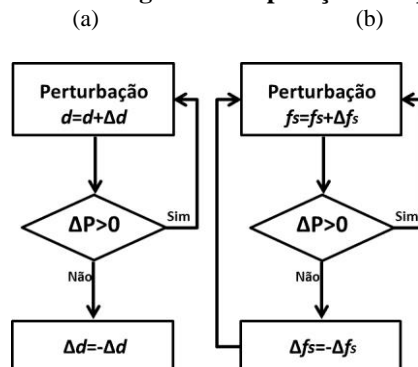 (a)
(b)
Perturbação
d=d+Δd
ΔP>0
Sim
Não
Δd=-Δd
Perturbação
fs=fs+Δfs
ΔP>0
Sim
Não
Δfs=-Δfs